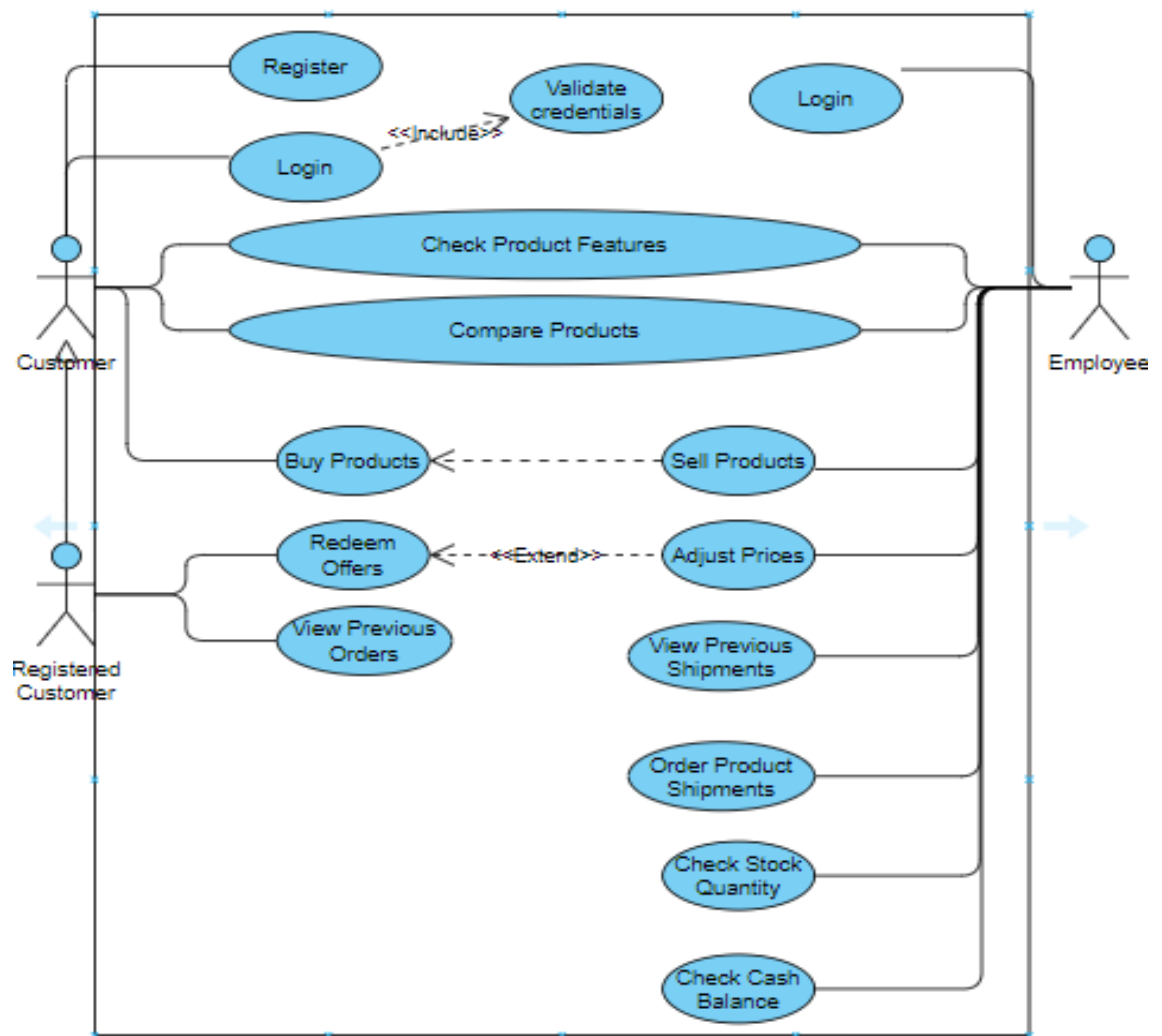 Register
Validate
credentials
Login
<<Include>>
Login
Check Product Features
Compare Products
Customer
Employee
Buy Products
Sell Products
Redeem
Offers
<<Extend>>
Adjust Prices
View Previous
Orders
View Previous
Shipments
Registered
Customer
Order Product
Shipments
Check Stock
Quantity
Check Cash
Balance